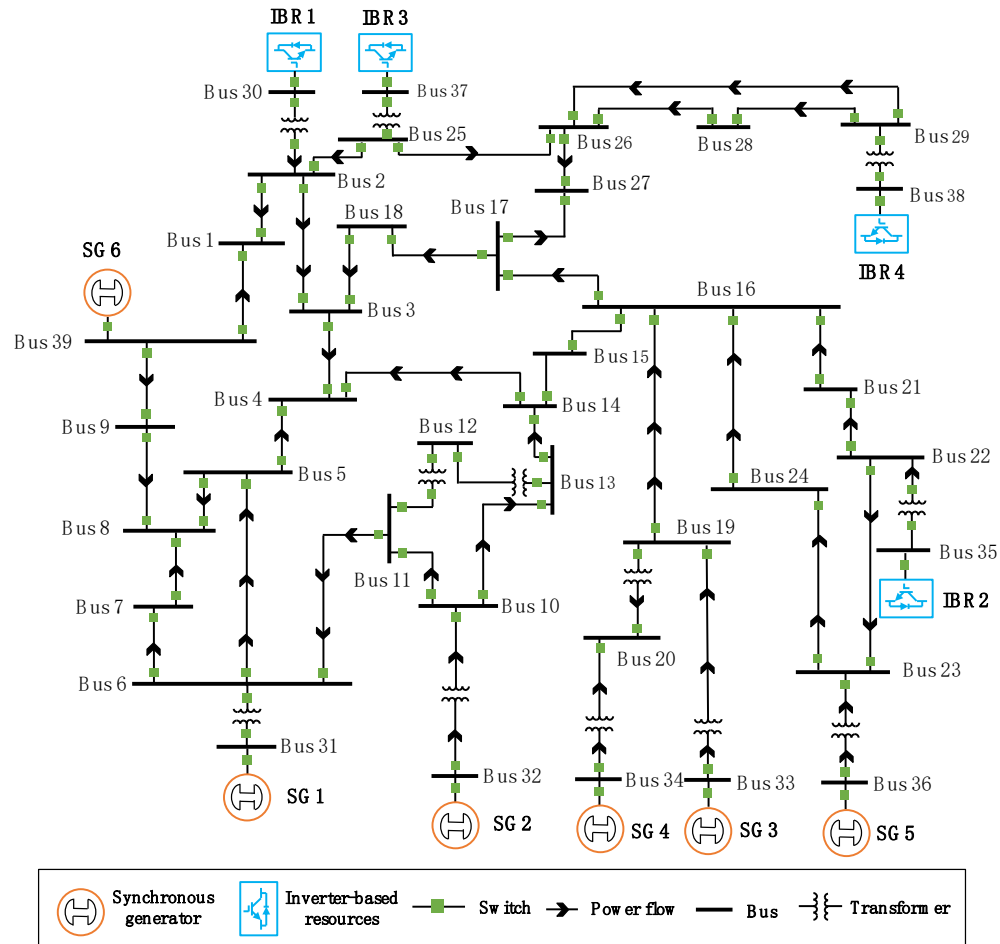 IBR 1
IBR 3
Bus 30
Bus 37
Bus 25
Bus 26
Bus 28
Bus 29
Bus 2
Bus 27
Bus 38
Bus 18
Bus 17
Bus 1
SG 6
IBR 4
Bus 16
Bus 3
Bus 39
Bus 15
Bus 21
Bus 4
Bus 14
Bus 9
Bus 12
Bus 22
Bus 5
Bus 13
Bus 24
Bus 8
Bus 19
Bus 35
Bus 11
Bus 7
Bus 10
IBR 2
Bus 20
Bus 6
Bus 23
Bus 31
Bus 32
Bus 34
Bus 33
Bus 36
SG 1
SG 2
SG 4
SG 3
SG 5
Synchronous
generator
Inverter-based
resources
Switch
Power flow
Bus
Transformer